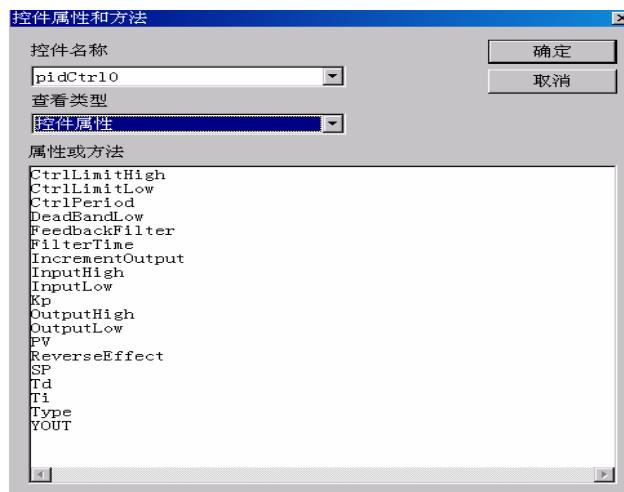 控件属性和方法
控件名称
确定
pidCtrl0
取消
查看类型
控件属性
属性或方法
CtrlLimitHigh
CtrlLimitLow
CtrlPeriod
DeadBandLow
FeedbackFilter
FilterTime
IncrementOutput
InputHigh
InputLow
Kp
OutputHigh
OutputLow
PV
ReverseEffect
SP
Td
Ti
Type
YOUT